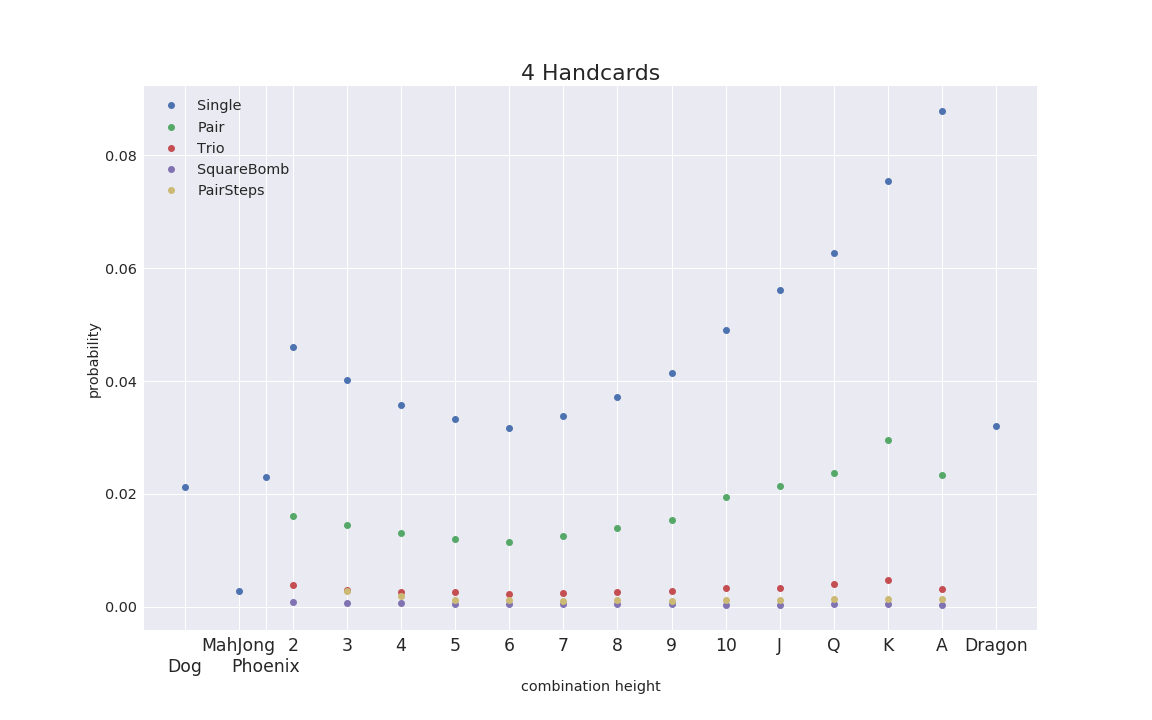 4 Handcards
Single
Pair
Trio
SquareBomb
PairSteps
0.08
0.06
0.04
0.02
0.00
probability
MahJong 2 3 4 5 6 7 8 9 10 J Q K A Dragon
Dog Phoenix
combination height